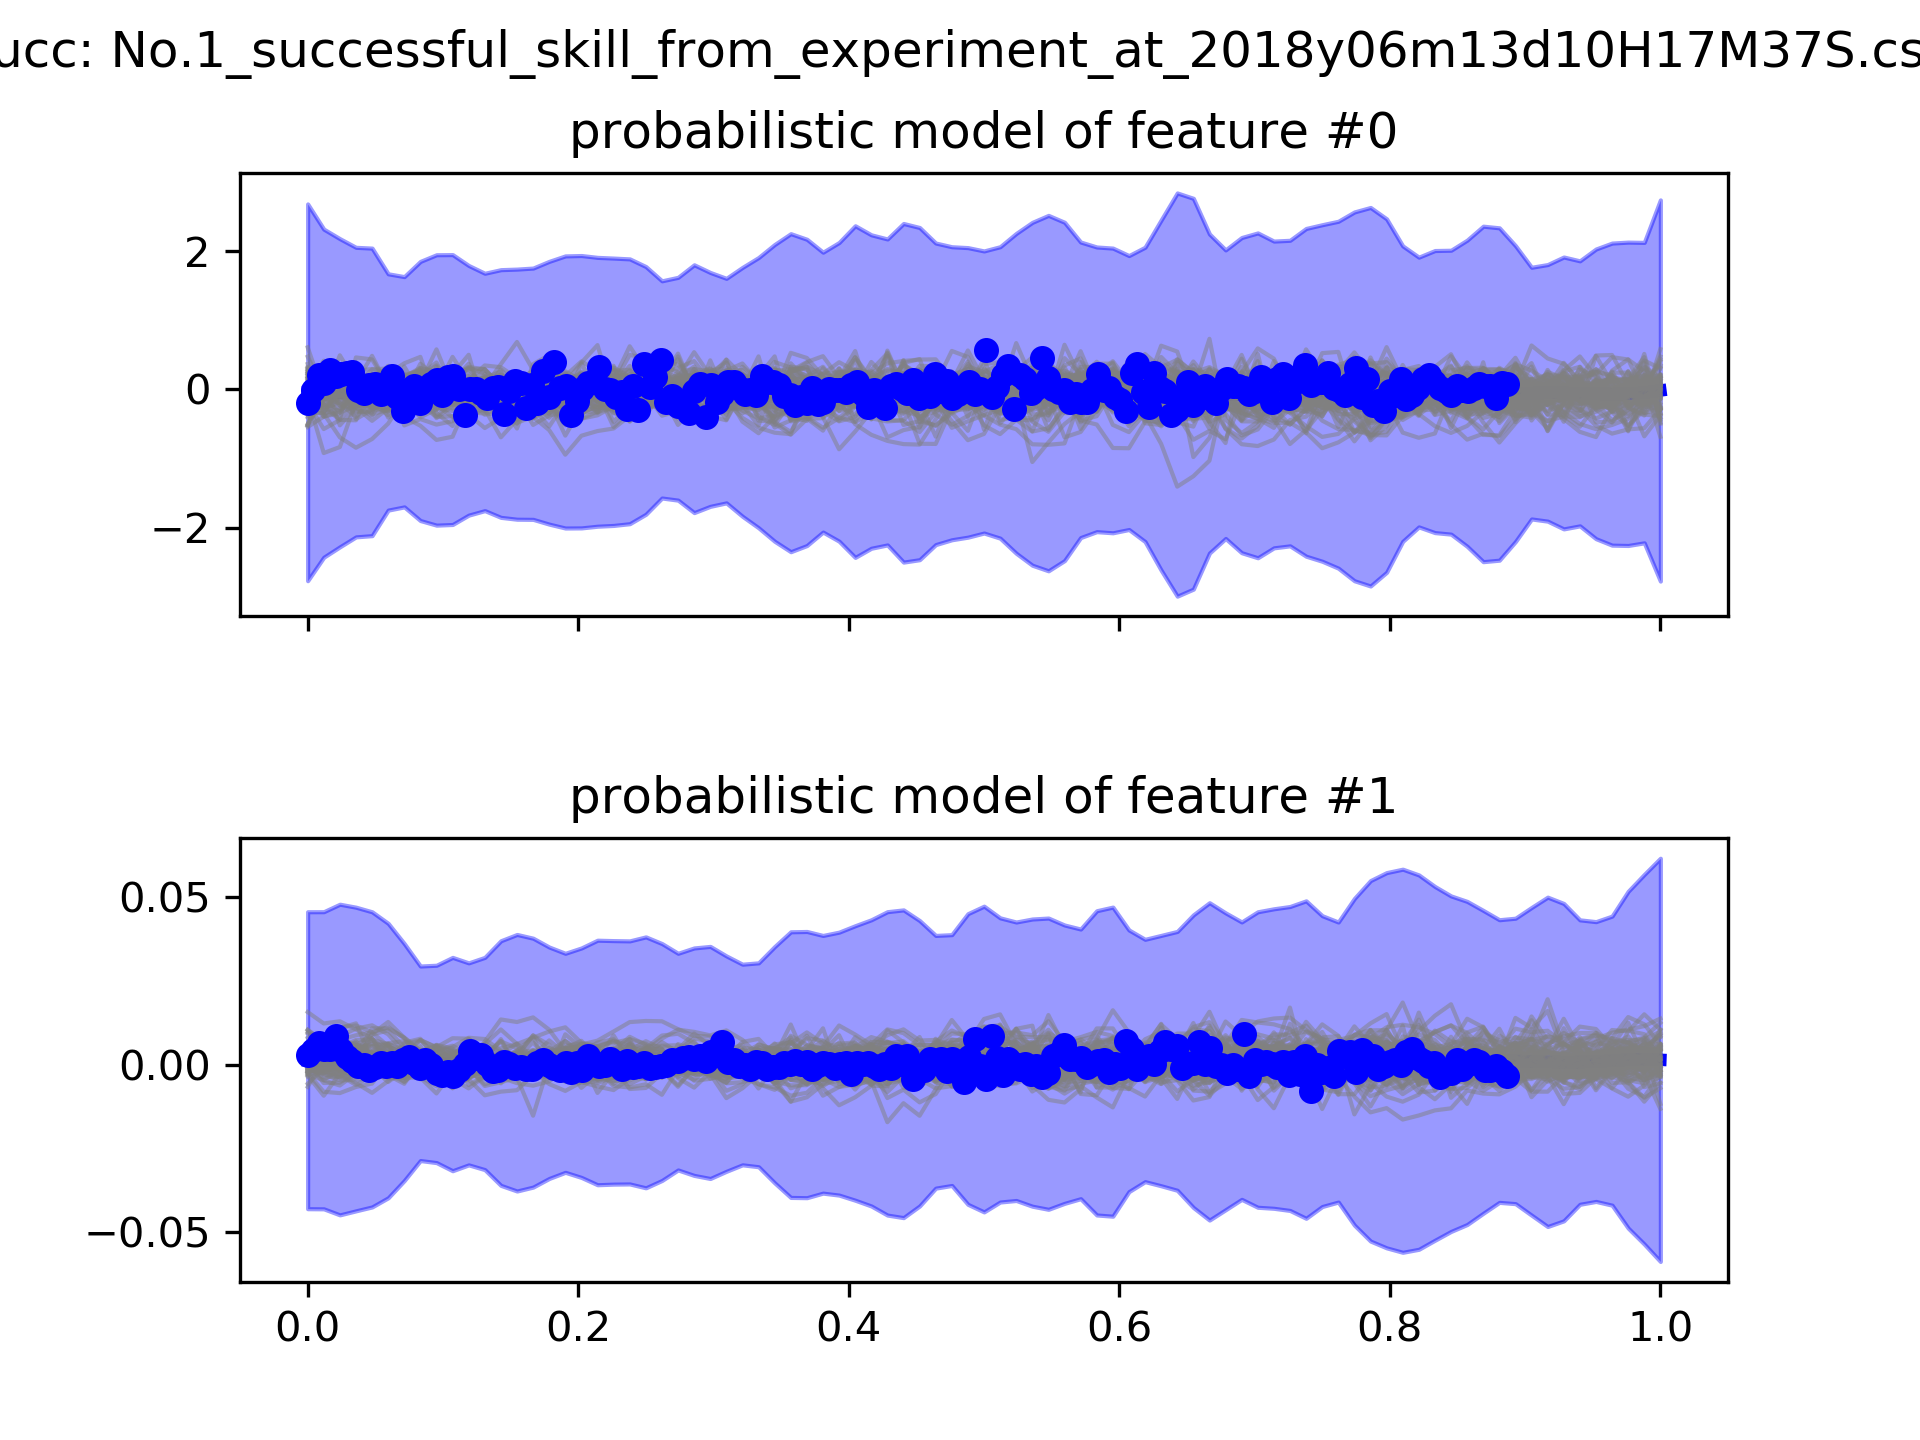 ucc: No.1_successful_skill_from_experiment_at_2018y06m13d10H17M37S.cs
probabilistic model of feature #0
2
0
−2
probabilistic model of feature #1
0.05
0.00
−0.05
0.0 0.2 0.4 0.6 0.8 1.0